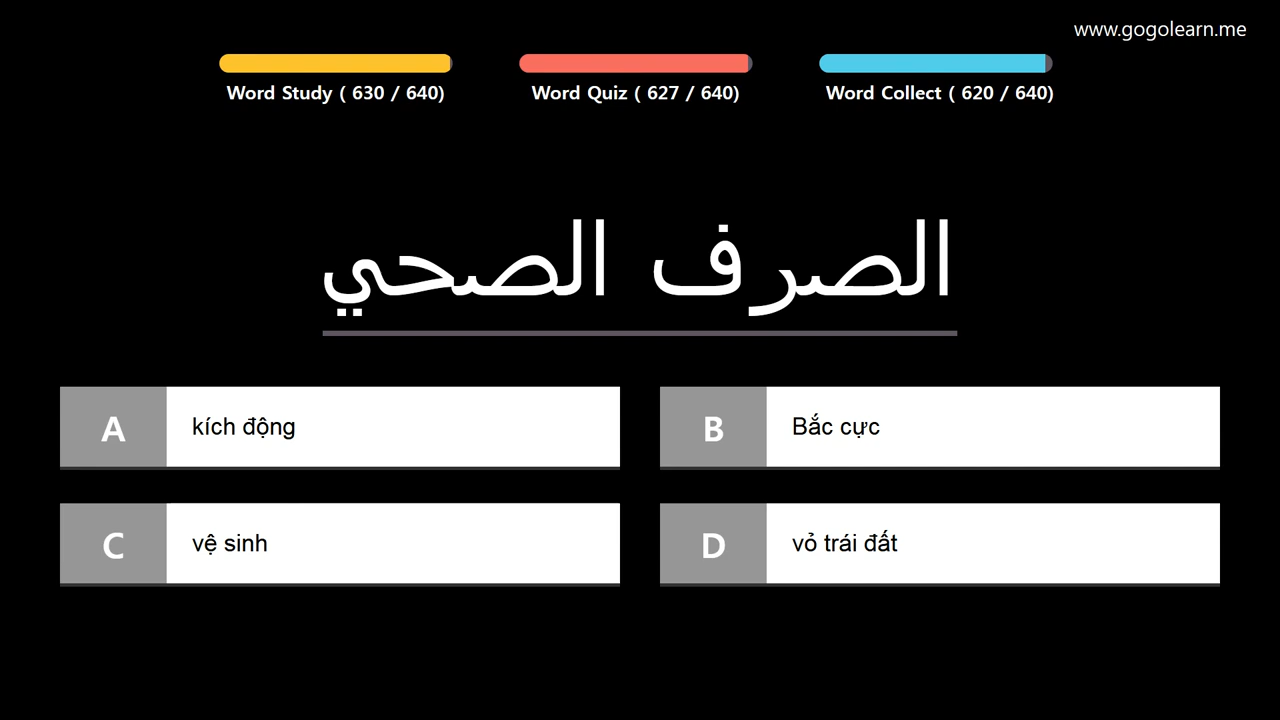 www.gogolearn.me
Word Study ( 630 / 640)
Word Quiz ( 627 / 640)
Word Collect ( 620 / 640)
الصرف الصحي
A kích động
B Bắc cực
C vệ sinh
D vỏ trái đất